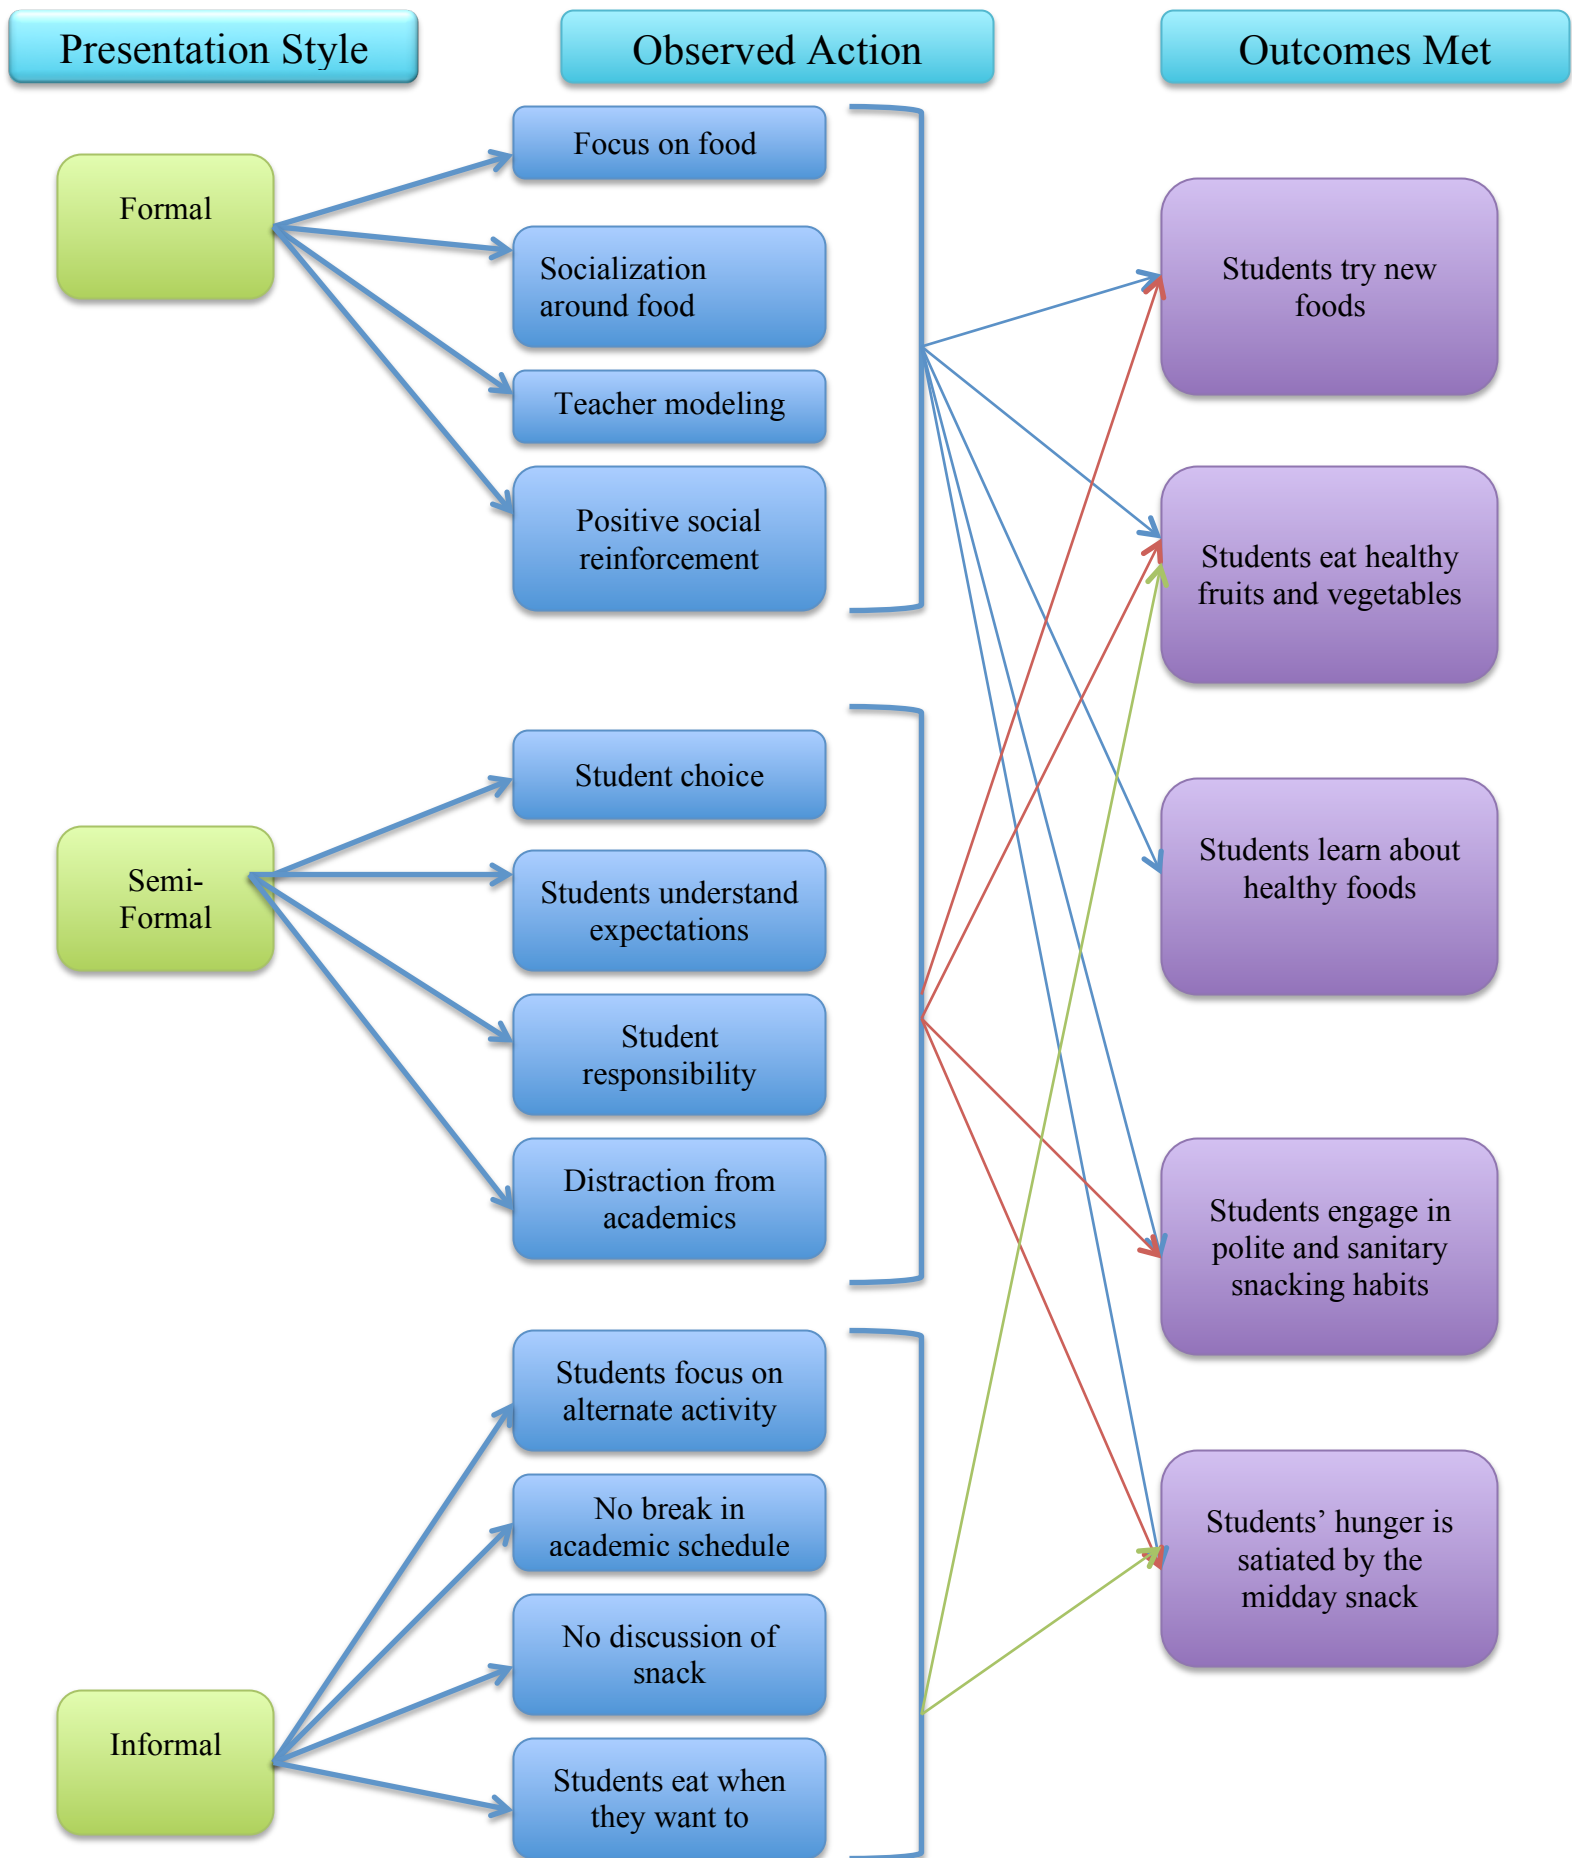 Presentation Style
Observed Action
Outcomes Met
Formal
Focus on food
Socialization
around food
Teacher modeling
Positive social
reinforcement
Semi-
Formal
Student choice
Students understand
expectations
Student
responsibility
Distraction from
academics
Informal
Students focus on
alternate activity
No break in
academic schedule
No discussion of
snack
Students eat when
they want to
Students try new
foods
Students eat healthy
fruits and vegetables
Students learn about
healthy foods
Students engage in
polite and sanitary
snacking habits
Students’ hunger is
satiated by the
midday snack